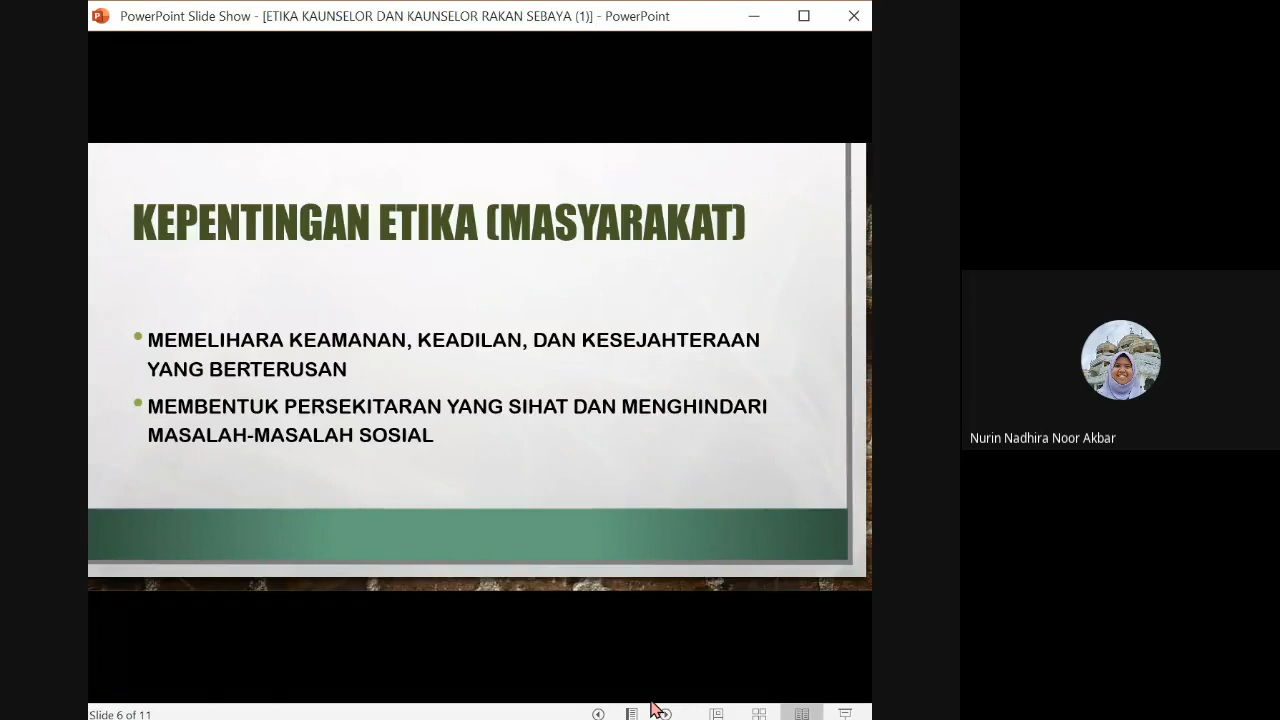 PowerPoint Slide Show - [ETIKA KAUNSELOR DAN KAUNSELOR RAKAN SEBAYA (1)] - PowerPoint
KEPENTINGAN ETIKA (MASYARAKAT)
• MEMELIHARA KEAMANAN, KEADILAN, DAN KESEJAHTERAAN
YANG BERTERUSAN
• MEMBENTUK PERSEKITARAN YANG SIHAT DAN MENGHINDARI
MASALAH-MASALAH SOSIAL
Nurin Nadhira Noor Akbar
Slide 6 of 11